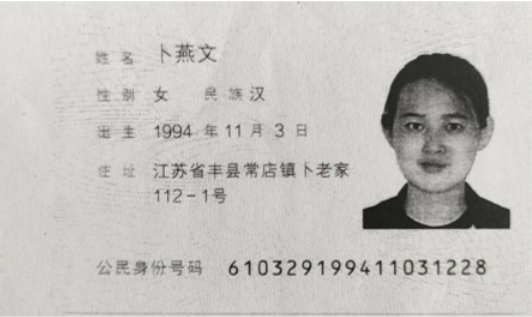 姓名 卜燕文
性别 女 民族 汉
出生 1994 年 11 月 3 日
住址 江苏省丰县常店镇卜老家
112-1号
公民身份号码 610329199411031228